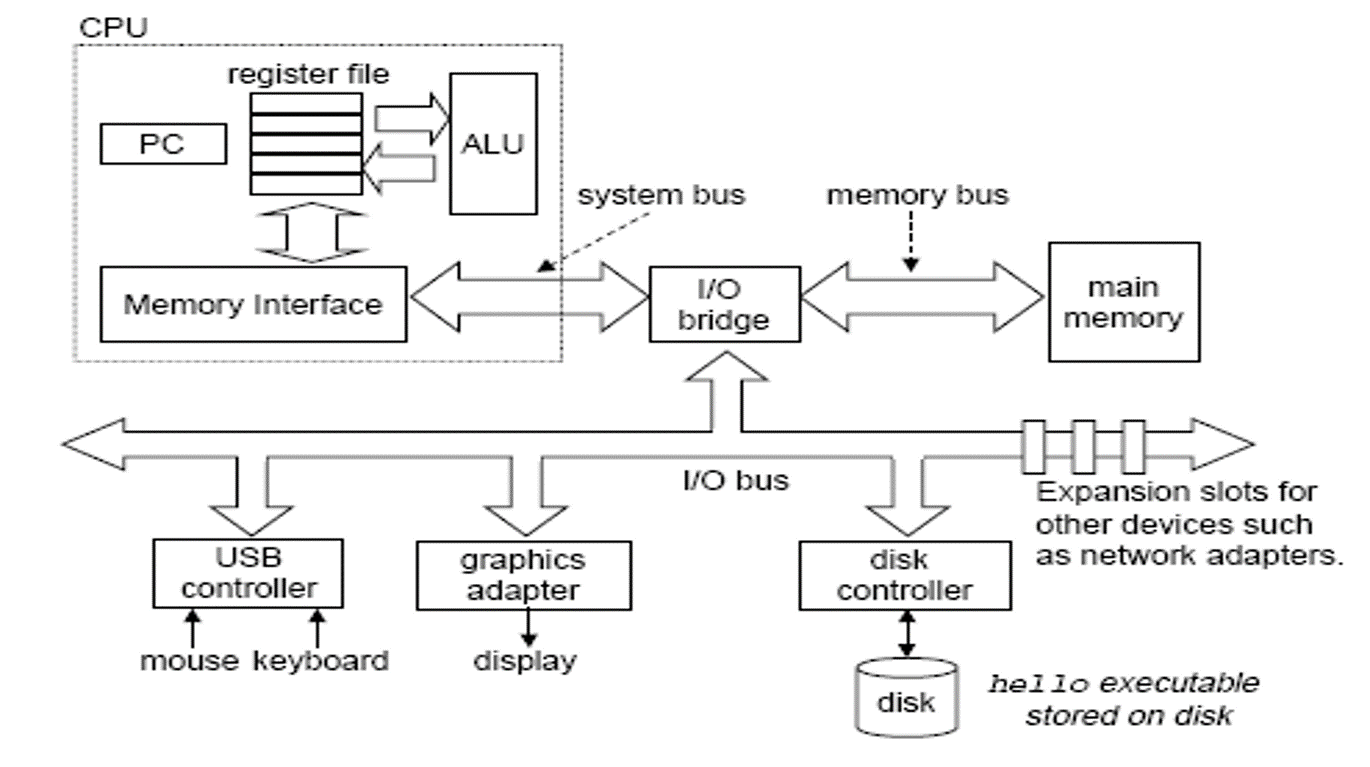 CPU
register file
PC
ALU
system bus
memory bus
Memory Interface
I/O
bridge
main
memory
I/O bus
Expansion slots for
other devices such
as network adapters.
USB
controller
graphics
adapter
disk
controller
mouse keyboard
display
disk
hello executable
stored on disk